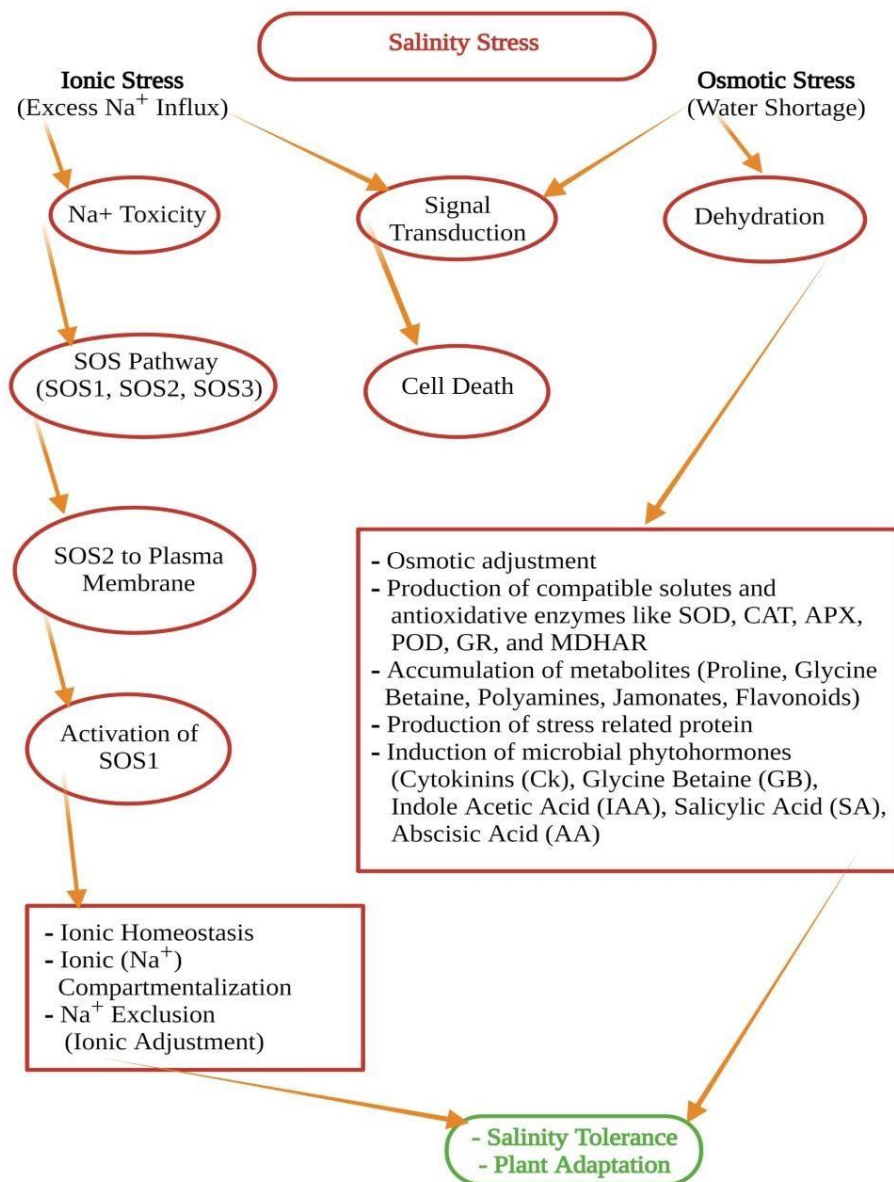 Salinity Stress
Ionic Stress
(Excess Na+ Influx)
Osmotic Stress
(Water Shortage)
Na+ Toxicity
Signal
Transduction
Dehydration
SOS Pathway
(SOS1, SOS2, SOS3)
Cell Death
SOS2 to Plasma
Membrane
Activation of
SOS1
- Osmotic adjustment
- Production of compatible solutes and
antioxidative enzymes like SOD, CAT, APX,
POD, GR, and MDHAR
- Accumulation of metabolites (Proline, Glycine
Betaine, Polyamines, Jamonates, Flavonoids)
- Production of stress related protein
- Induction of microbial phytohormones
(Cytokinins (Ck), Glycine Betaine (GB),
Indole Acetic Acid (IAA), Salicylic Acid (SA),
Abscisic Acid (AA)
- Ionic Homeostasis
- Ionic (Na+)
Compartmentalization
- Na+ Exclusion
(Ionic Adjustment)
- Salinity Tolerance
- Plant Adaptation